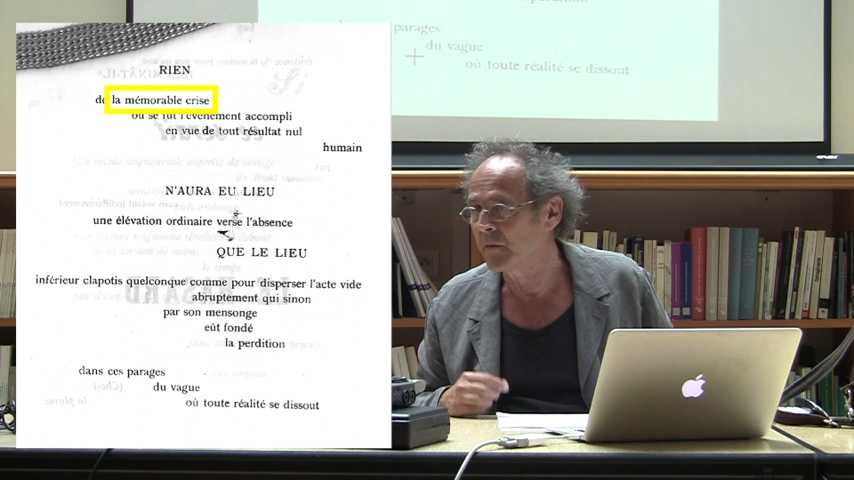 RIEN
de la mémorable crise
où se fût l'événement accompli
en vue de tout résultat nul
humain
N'AURA EU LIEU
une élévation ordinaire verse l'absence
QUE LE LIEU
inférieur clapotis quelconque comme pour disperser l'acte vide
abruptement qui sinon
par son mensonge
eût fondé
la perdition
dans ces parages
du vague
où toute réalité se dissout
la perdition
parages
du vague
où toute réalité se dissout